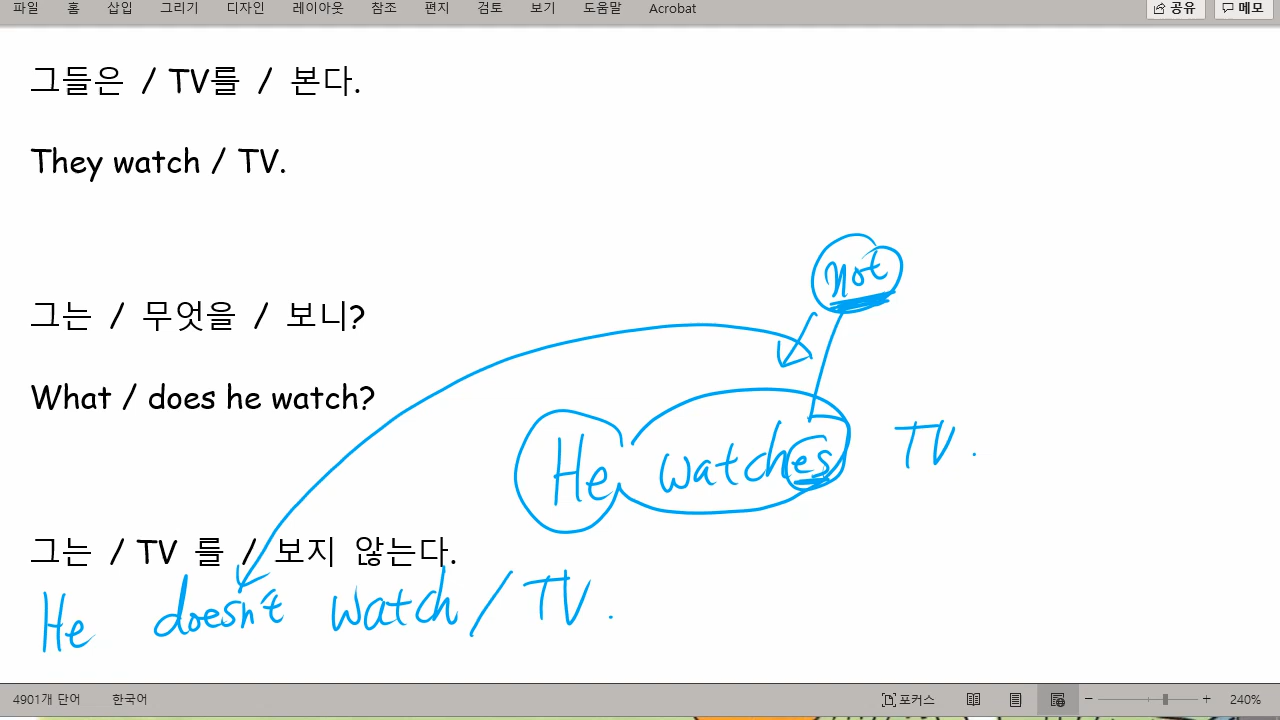 파일 홈 삽입 그리기 디자인 레이아웃 참조 편지 검토 보기 도움말 Acrobat 공유 메모
그들은 / TV를 / 본다.
They watch / TV.
not
그는 / 무엇을 / 보니?
What / does he watch?
He watches TV.
그는 / TV 를 / 보지 않는다.
He doesn't watch / TV.
4901개 단어 한국어 포커스 240%